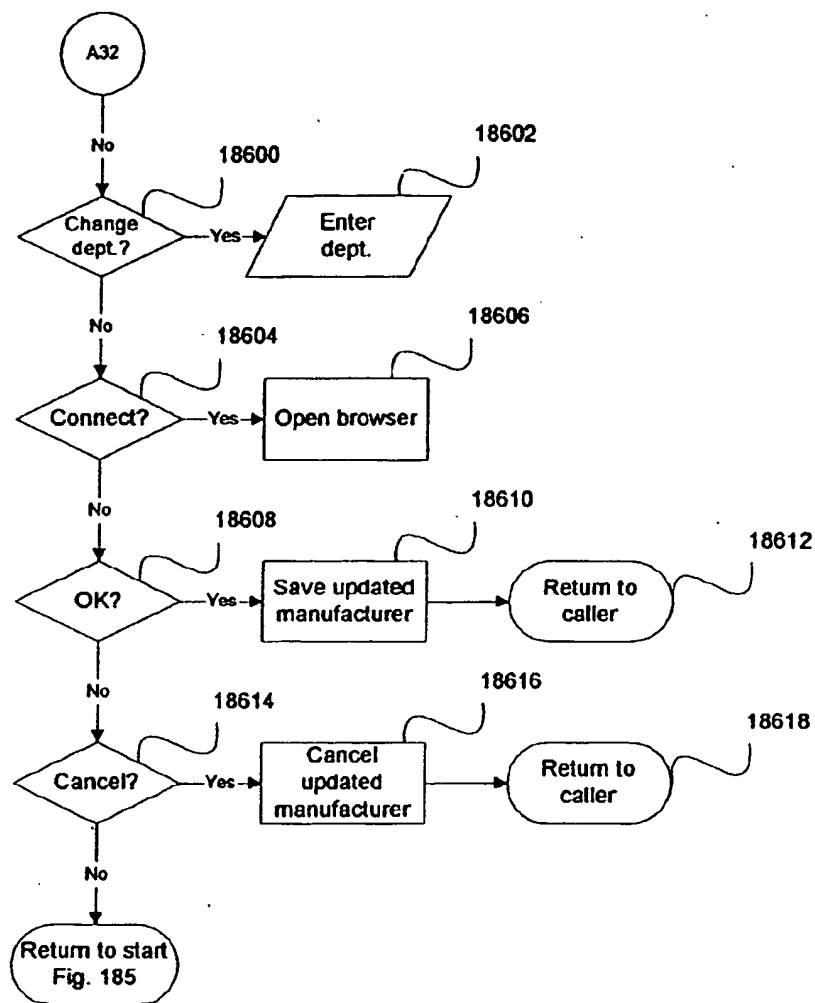 A32
No
18600
18602
Change
dept.?
Yes
Enter
dept.
No
18604
18606
Connect?
Yes
Open browser
No
18608
18610
18612
OK?
Yes
Save updated
manufacturer
Return to
caller
No
18614
18616
18618
Cancel?
Yes
Cancel
updated
manufacturer
Return to
caller
No
Return to start
Fig. 185